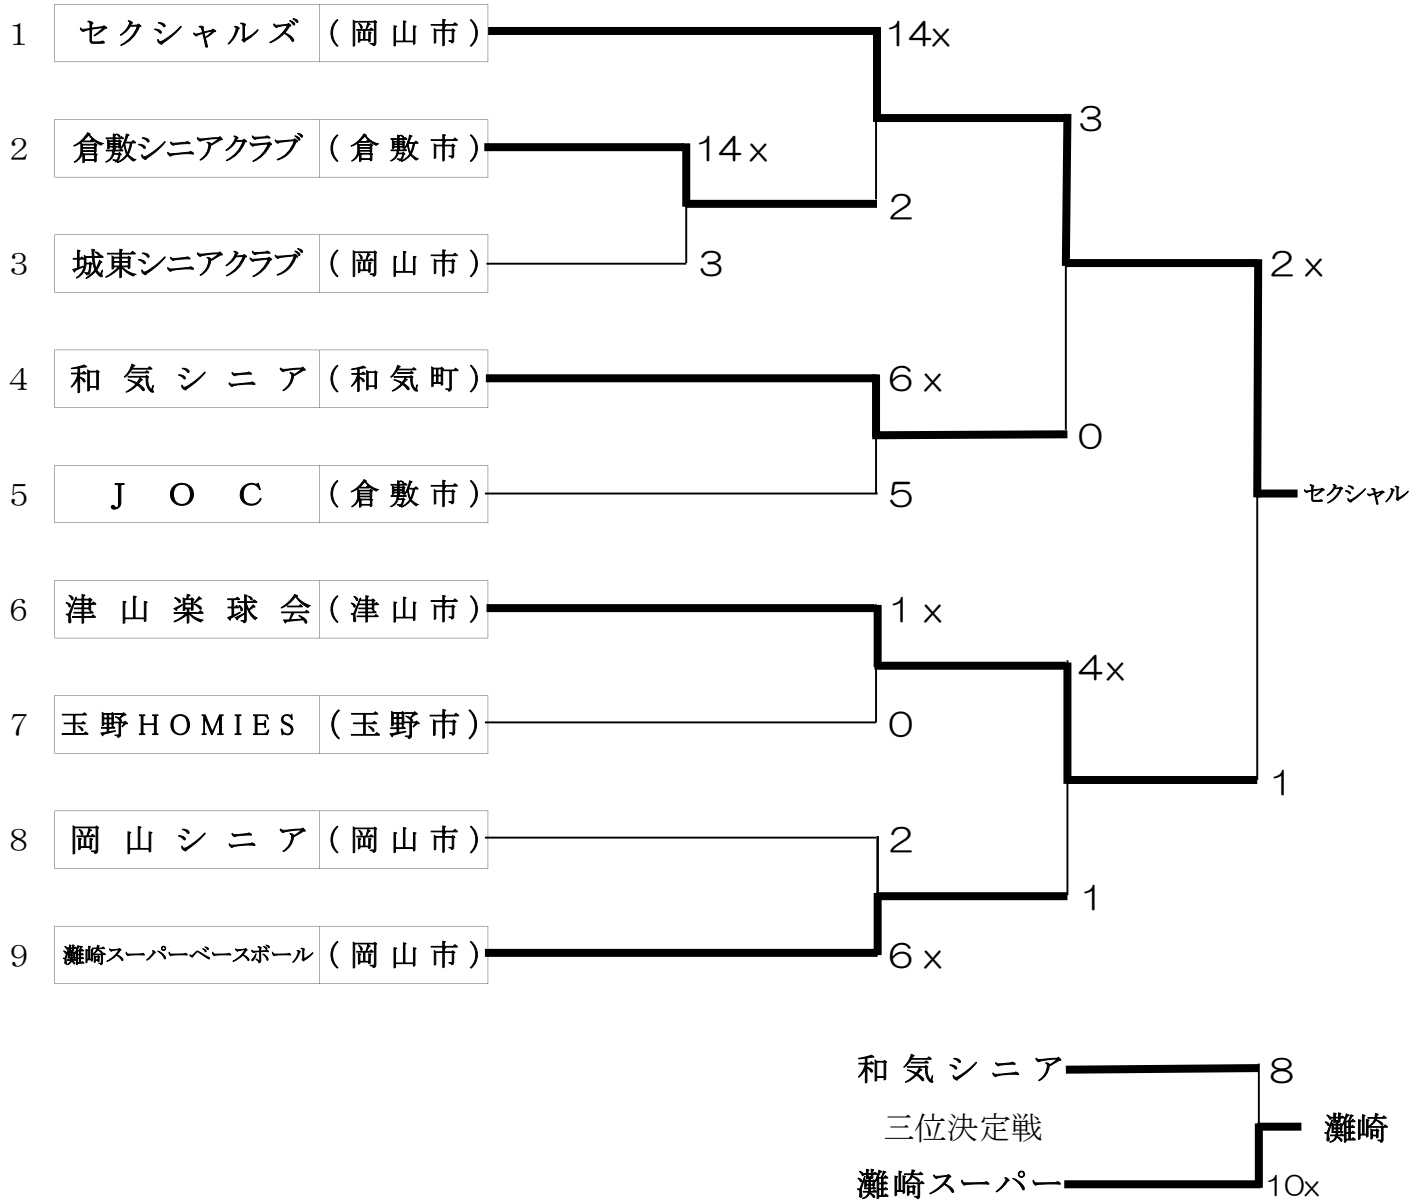 1 セクシャルズ (岡山市) 14x
3
2 倉敷シニアクラブ (倉敷市) 14x
2
3 城東シニアクラブ (岡山市) 3
2x
4 和気シニア (和気町) 6x
0
5 JOC (倉敷市) 5
セクシャル
6 津山楽球会 (津山市) 1x
4x
7 玉野HOMIES (玉野市) 0
1
8 岡山シニア (岡山市) 2
1
9 灘崎スーパーベースボール (岡山市) 6x
和気シニア 8
三位決定戦 灘崎
灘崎スーパー 10x